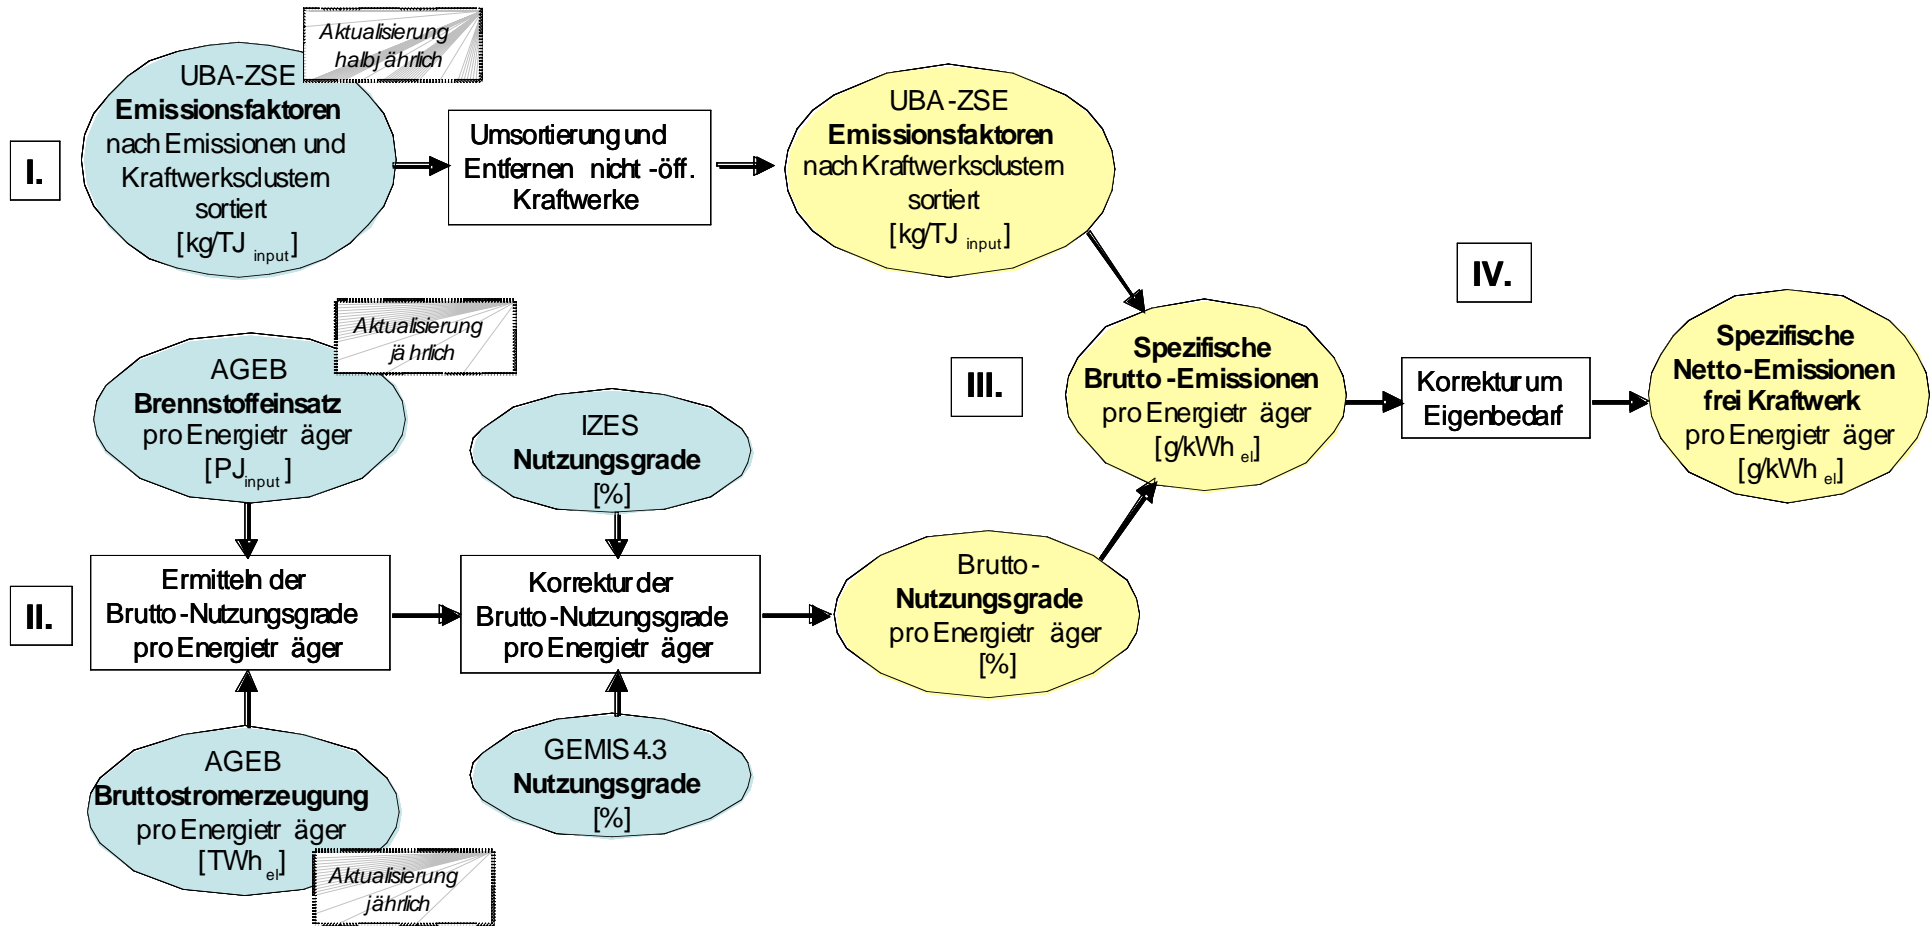 Aktualisierung
halbjährlich
UBA-ZSE
Emissionsfaktoren
nach Emissionen und
Kraftwerksclustern
sortiert
[kg/TJ input]
I.
Umsortierung und
Entfernen nicht-öff.
Kraftwerke
UBA-ZSE
Emissionsfaktoren
nach Kraftwerksclustern
sortiert
[kg/TJ input]
Aktualisierung
jährlich
AGEB
Brennstoffeinsatz
pro Energieträger
[PJinput]
IZES
Nutzungsgrade
[%]
II.
Ermitteln der
Brutto-Nutzungsgrade
pro Energieträger
Korrektur der
Brutto-Nutzungsgrade
pro Energieträger
Brutto-
Nutzungsgrade
pro Energieträger
[%]
AGEB
Bruttostromerzeugung
pro Energieträger
[TWh el]
Aktualisierung
jährlich
GEMIS 4.3
Nutzungsgrade
[%]
III.
Spezifische
Brutto-Emissionen
pro Energieträger
[g/kWh el]
IV.
Korrektur um
Eigenbedarf
Spezifische
Netto-Emissionen
frei Kraftwerk
pro Energieträger
[g/kWh el]